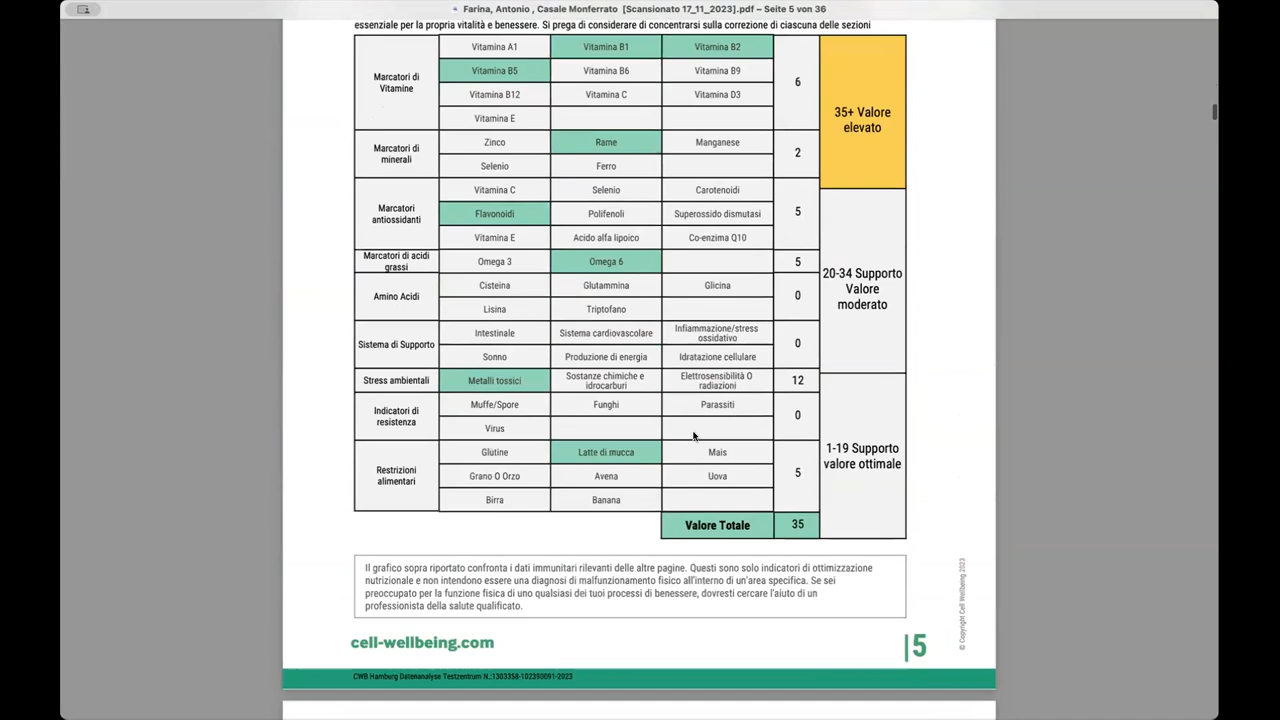 Farina, Antonio , Casale Monferrato [Scansionato 17_11_2023].pdf – Seite 5 von 36
essenziale per la propria vitalità e benessere. Si prega di considerare di concentrarsi sulla correzione di ciascuna delle sezioni
Marcatori di Vitamine
Vitamina A1 Vitamina B1 Vitamina B2
Vitamina B5 Vitamina B6 Vitamina B9
Vitamina B12 Vitamina C Vitamina D3
Vitamina E
6
Marcatori di minerali
Zinco Rame Manganese
Selenio Ferro
2
Marcatori antiossidanti
Vitamina C Selenio Carotenoidi
Flavonoidi Polifenoli Superossido dismutasi
Vitamina E Acido alfa lipoico Co-enzima Q10
5
Marcatori di acidi grassi
Omega 3 Omega 6
5
Amino Acidi
Cisteina Glutammina Glicina
Lisina Triptofano
0
Sistema di Supporto
Intestinale Sistema cardiovascolare Infiammazione/stress ossidativo
Sonno Produzione di energia Idratazione cellulare
0
Stress ambientali
Metalli tossici Sostanze chimiche e idrocarburi Elettrosensibilità O radiazioni
12
Indicatori di resistenza
Muffe/Spore Funghi Parassiti
Virus
0
Restrizioni alimentari
Glutine Latte di mucca Mais
Grano O Orzo Avena Uova
Birra Banana
5
Valore Totale 35
35+ Valore
elevato
20-34 Supporto
Valore
moderato
1-19 Supporto
valore ottimale
Il grafico sopra riportato confronta i dati immunitari rilevanti delle altre pagine. Questi sono solo indicatori di ottimizzazione
nutrizionale e non intendono essere una diagnosi di malfunzionamento fisico all'interno di un'area specifica. Se sei
preoccupato per la funzione fisica di uno qualsiasi dei tuoi processi di benessere, dovresti cercare l'aiuto di un
professionista della salute qualificato.
© Copyright Cell Wellbeing 2023
cell-wellbeing.com
|5
CWB Hamburg Datenanalyse Testzentrum N.:1303358-102390091-2023